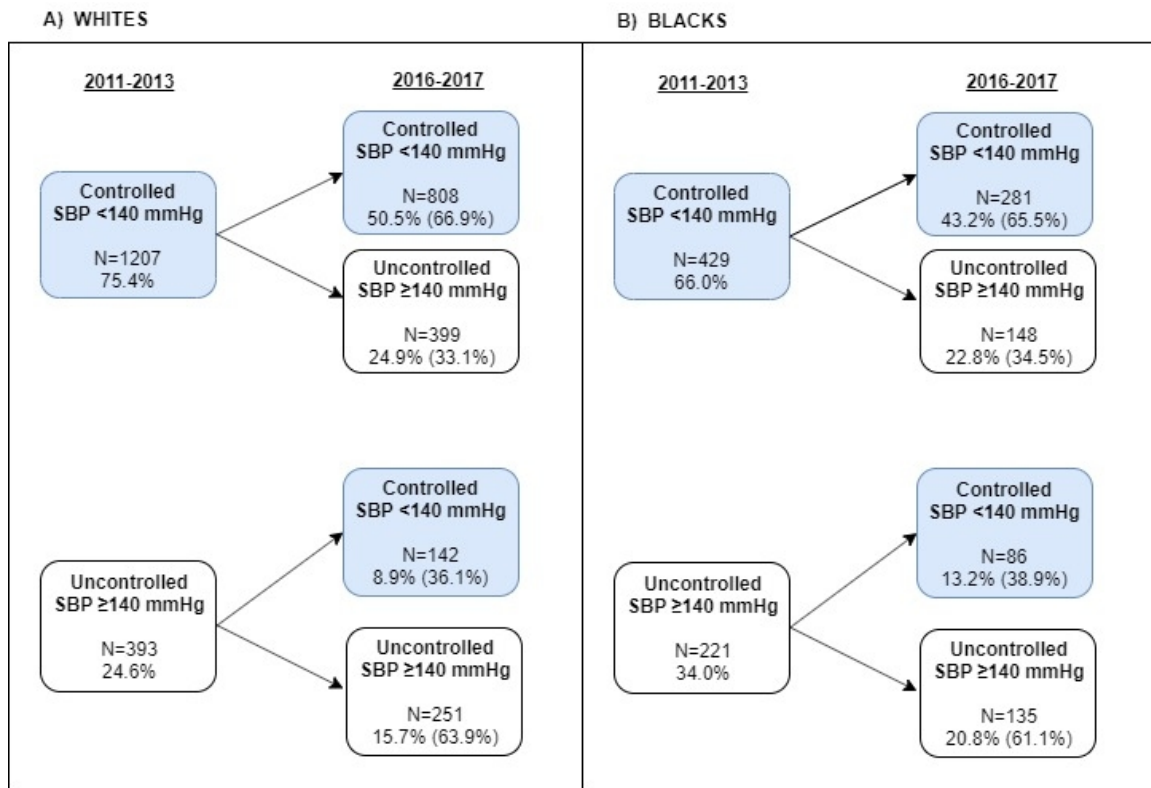 A) WHITES
2011-2013
2016-2017
Controlled
SBP <140 mmHg
N=1207
75.4%
Controlled
SBP <140 mmHg
N=808
50.5% (66.9%)
Uncontrolled
SBP ≥140 mmHg
N=399
24.9% (33.1%)
Uncontrolled
SBP ≥140 mmHg
N=393
24.6%
Controlled
SBP <140 mmHg
N=142
8.9% (36.1%)
Uncontrolled
SBP ≥140 mmHg
N=251
15.7% (63.9%)
B) BLACKS
2011-2013
2016-2017
Controlled
SBP <140 mmHg
N=429
66.0%
Controlled
SBP <140 mmHg
N=281
43.2% (65.5%)
Uncontrolled
SBP ≥140 mmHg
N=148
22.8% (34.5%)
Uncontrolled
SBP ≥140 mmHg
N=221
34.0%
Controlled
SBP <140 mmHg
N=86
13.2% (38.9%)
Uncontrolled
SBP ≥140 mmHg
N=135
20.8% (61.1%)